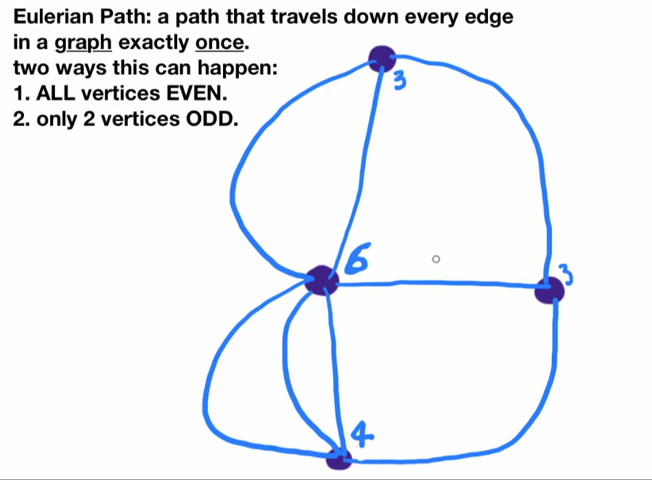 Eulerian Path: a path that travels down every edge
in a graph exactly once.
two ways this can happen:
1. ALL vertices EVEN.
2. only 2 vertices ODD.
3
6
3
4